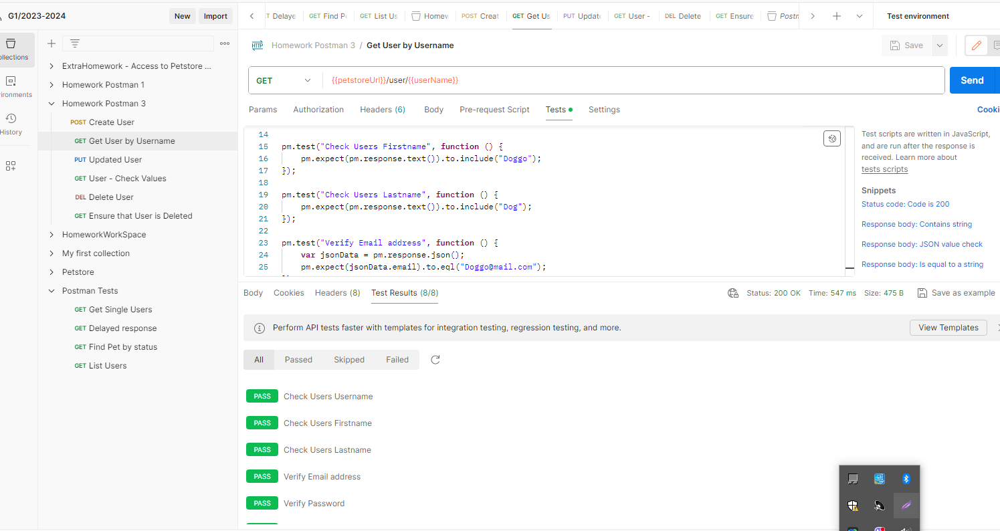 G1/2023-2024
New
Import
Delaye
GET Find P
GET List Us
Homew
POST Creat
GET Get Us
PUT Updat
GET User -
DEL Delete
GET Ensure
Postn
Test environment
ollections
ironments
History
ExtraHomework - Access to Petstore ...
Homework Postman 1
Homework Postman 3
POST Create User
GET Get User by Username
PUT Updated User
GET User - Check Values
DEL Delete User
GET Ensure that User is Deleted
HomeworkWorkSpace
My first collection
Petstore
Postman Tests
GET Get Single Users
GET Delayed response
GET Find Pet by status
GET List Users
HTTP Homework Postman 3 / Get User by Username
Save
GET
{{petstoreUrl}}/user/{{userName}}
Send
Params
Authorization
Headers (6)
Body
Pre-request Script
Tests
Settings
Cooki
14
15 pm.test("Check Users Firstname", function () {
16 pm.expect(pm.response.text()).to.include("Doggo");
17 });
18
19 pm.test("Check Users Lastname", function () {
20 pm.expect(pm.response.text()).to.include("Dog");
21 });
22
23 pm.test("Verify Email address", function () {
24 var jsonData = pm.response.json();
25 pm.expect(jsonData.email).to.eql("Doggo@mail.com");
Test scripts are written in JavaScript,
and are run after the response is
received. Learn more about
tests scripts
Snippets
Status code: Code is 200
Response body: Contains string
Response body: JSON value check
Response body: Is equal to a string
Body
Cookies
Headers (8)
Test Results (8/8)
Status: 200 OK
Time: 547 ms
Size: 475 B
Save as example
Perform API tests faster with templates for integration testing, regression testing, and more.
View Templates
All
Passed
Skipped
Failed
PASS Check Users Username
PASS Check Users Firstname
PASS Check Users Lastname
PASS Verify Email address
PASS Verify Password